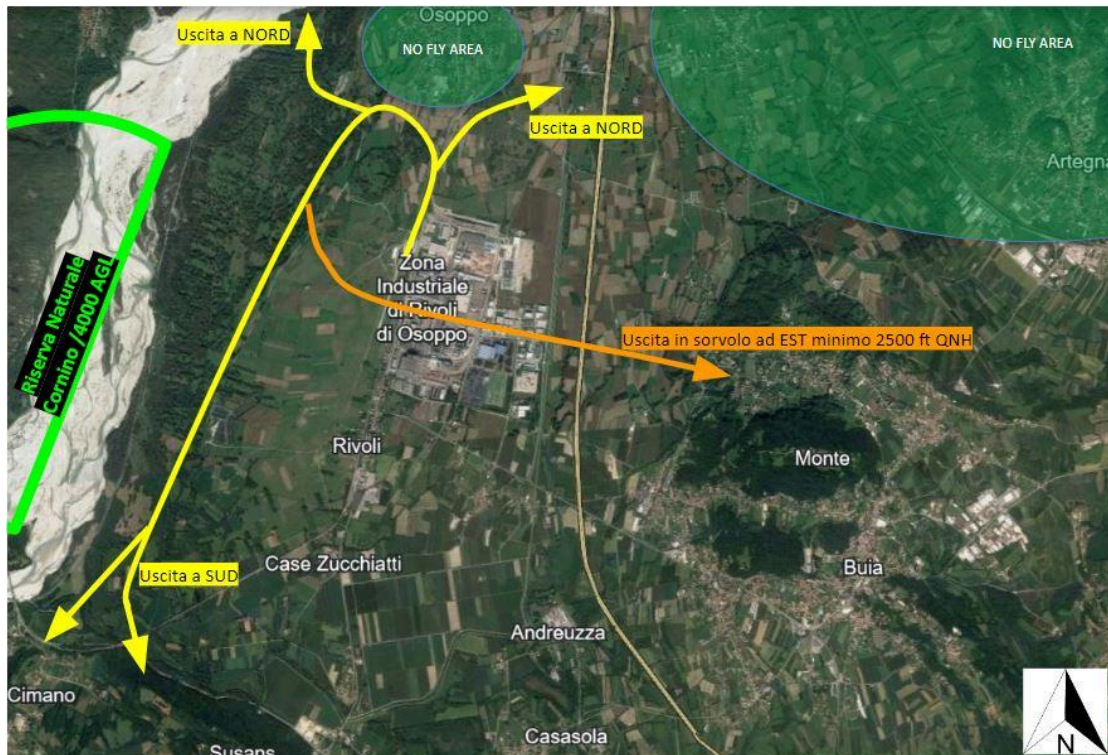 Osoppo
Uscita a NORD
NO FLY AREA
NO FLY AREA
Uscita a NORD
Artegna
Zona
Industriale
di Rivoli
di Osoppo
Riserva Naturale
Cornino /4000 AGL
Uscita in sorvolo ad EST minimo 2500 ft QNH
Rivoli
Monte
Case Zucchiatti
Buia
Uscita a SUD
Andreuzza
Cimano
Casasola
Susans
N